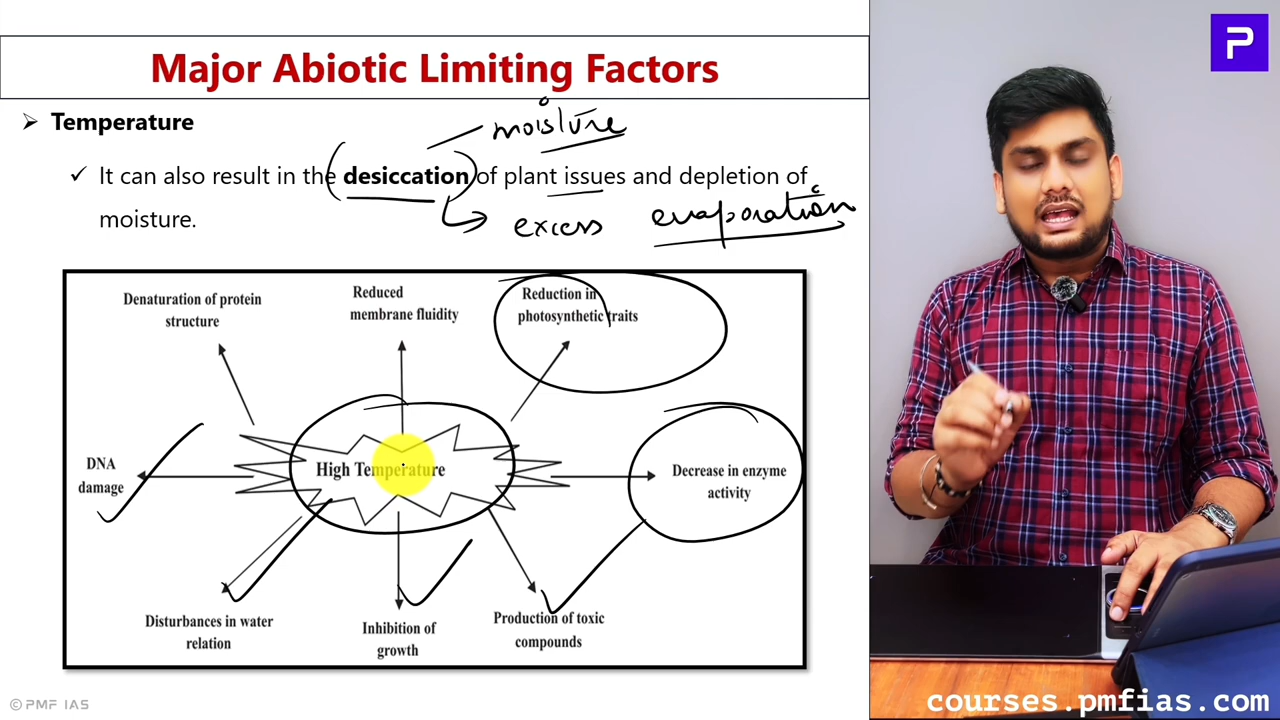 P
Major Abiotic Limiting Factors
➢ Temperature
moisture
✓ It can also result in the desiccation of plant issues and depletion of
moisture.
excess evaporation
Denaturation of protein
structure
Reduced
membrane fluidity
Reduction in
photosynthetic traits
DNA
damage
High Temperature
Decrease in enzyme
activity
Disturbances in water
relation
Inhibition of
growth
Production of toxic
compounds
© PMF IAS
courses.pmfias.com